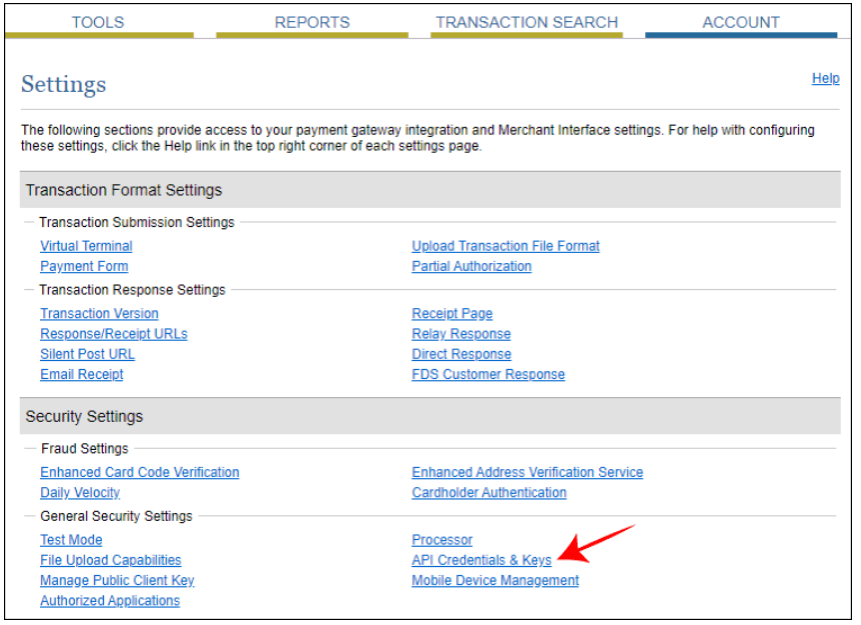 TOOLS REPORTS TRANSACTION SEARCH ACCOUNT
Settings Help
The following sections provide access to your payment gateway integration and Merchant Interface settings. For help with configuring
these settings, click the Help link in the top right corner of each settings page.
Transaction Format Settings
Transaction Submission Settings
Virtual Terminal Upload Transaction File Format
Payment Form Partial Authorization
Transaction Response Settings
Transaction Version Receipt Page
Response/Receipt URLs Relay Response
Silent Post URL Direct Response
Email Receipt FDS Customer Response
Security Settings
Fraud Settings
Enhanced Card Code Verification Enhanced Address Verification Service
Daily Velocity Cardholder Authentication
General Security Settings
Test Mode Processor
File Upload Capabilities API Credentials & Keys
Manage Public Client Key Mobile Device Management
Authorized Applications